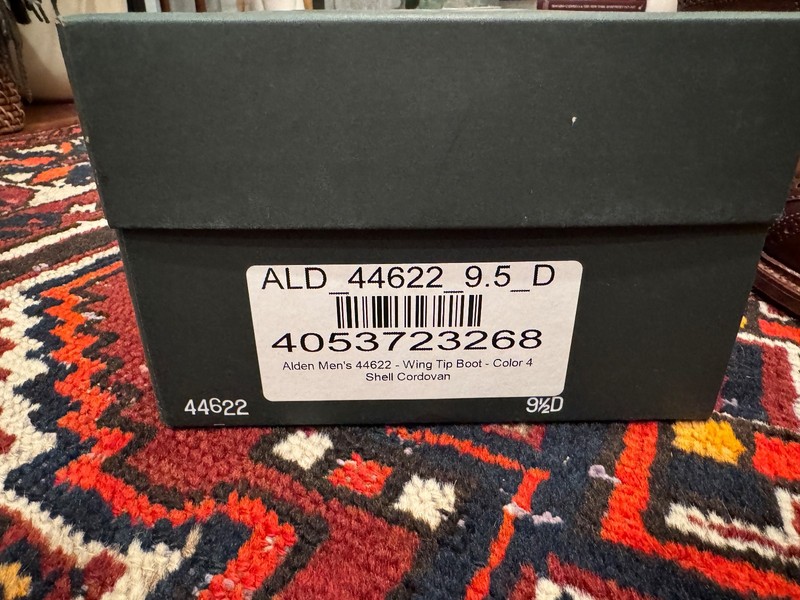 ALD_44622_9.5_D
4053723268
Alden Men's 44622 - Wing Tip Boot - Color 4
Shell Cordovan
44622 9½D